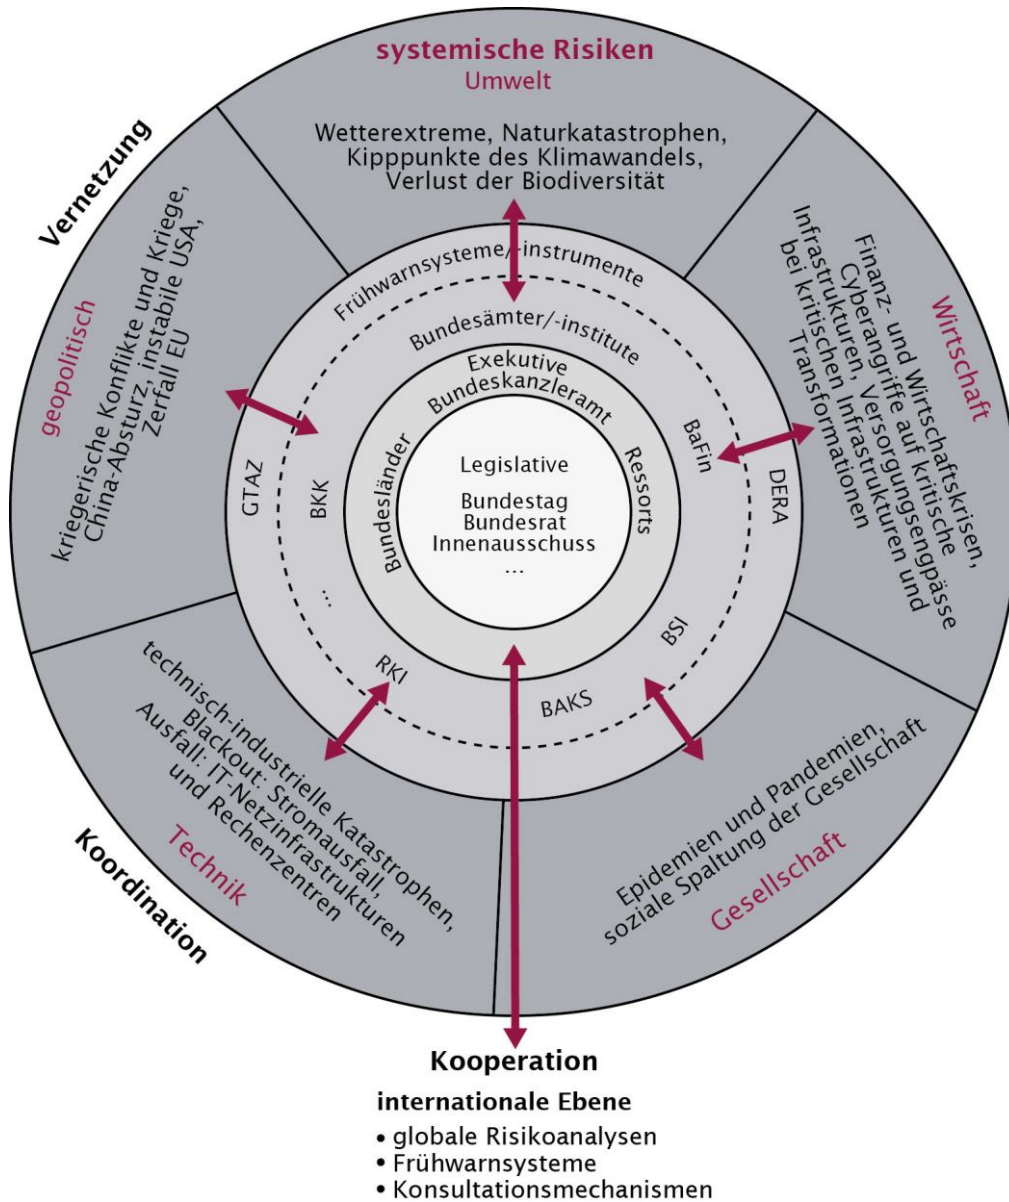 systemische Risiken
Umwelt
Wetterextreme, Naturkatastrophen,
Kipppunkte des Klimawandels,
Verlust der Biodiversität
Vernetzung
geopolitisch
kriegerische Konflikte und Kriege,
China-Absturz, instabile USA,
Zerfall EU
Wirtschaft
Finanz- und Wirtschaftskrisen,
Cyberangriffe auf kritische
Infrastrukturen, Versorgungsengpässe
bei kritischen Infrastrukturen und
Transformationen
Frühwarnsysteme/-instrumente
Bundesämter/-institute
Exekutive
Bundeskanzleramt
Bundesländer
Ressorts
Legislative
Bundestag
Bundesrat
Innenausschuss
...
GTAZ
BKK
...
RKI
BAKS
BSI
BaFin
DERA
technisch-industrielle Katastrophen,
Blackout: Stromausfall,
Ausfall: IT-Netzinfrastrukturen
und Rechenzentren
Technik
Koordination
Epidemien und Pandemien,
soziale Spaltung der Gesellschaft
Gesellschaft
Kooperation
internationale Ebene
• globale Risikoanalysen
• Frühwarnsysteme
• Konsultationsmechanismen